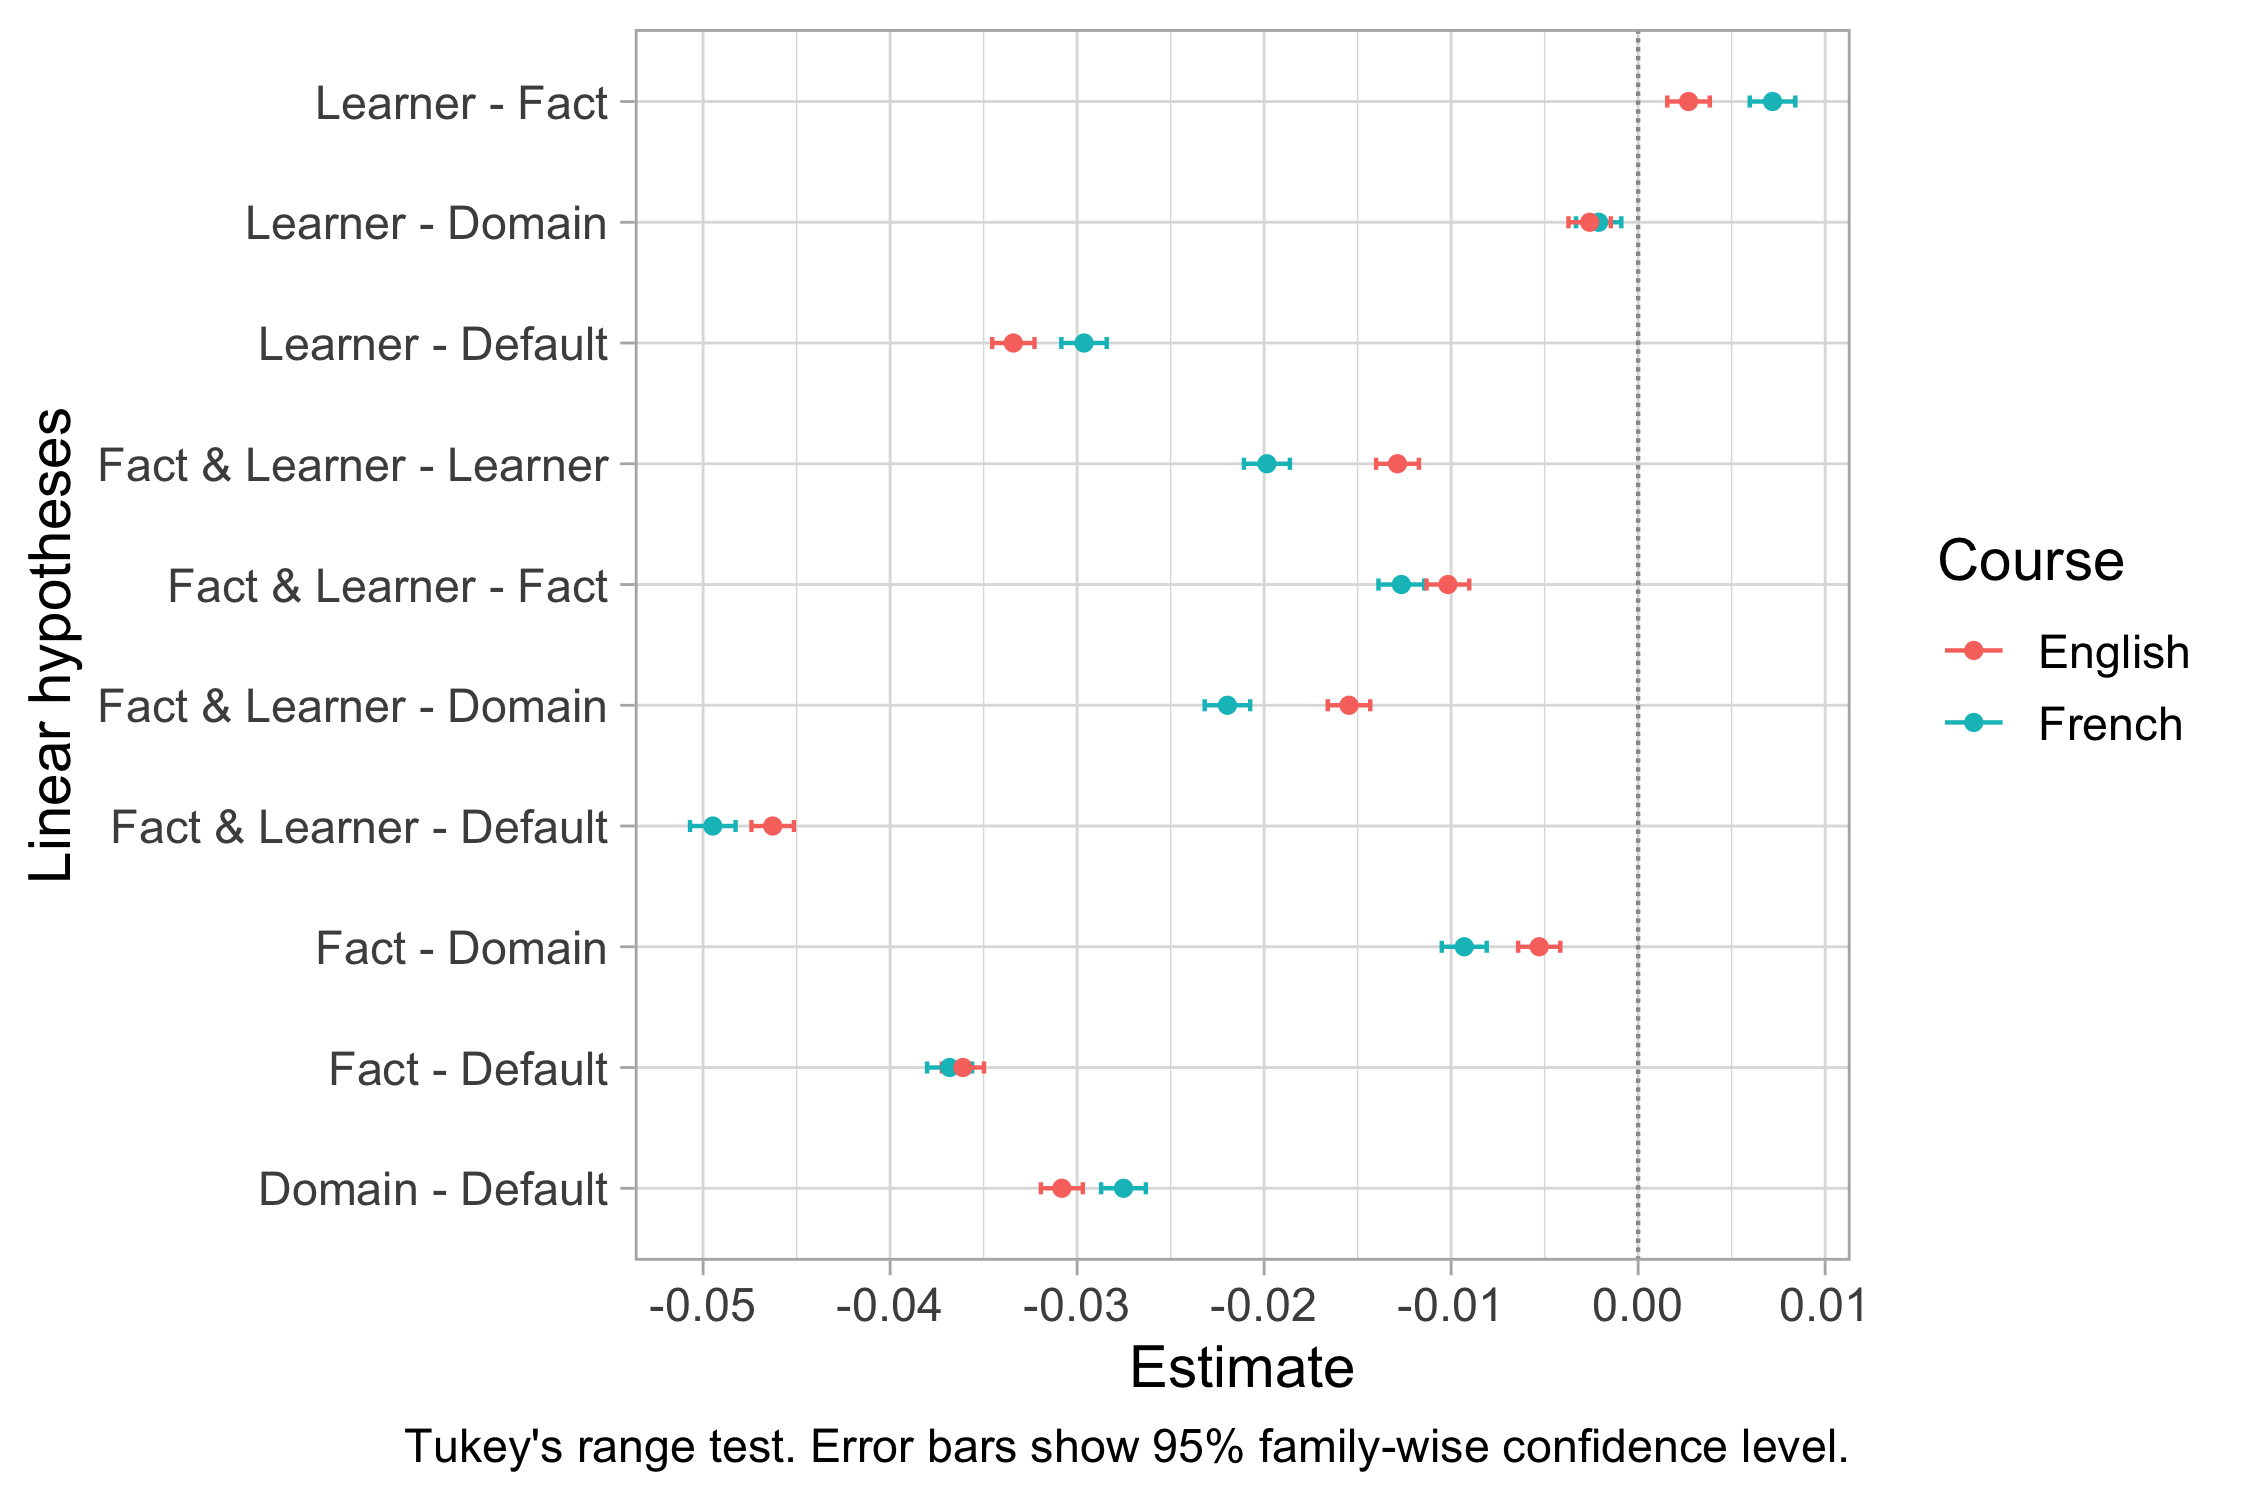 Linear hypotheses
Learner - Fact
Learner - Domain
Learner - Default
Fact & Learner - Learner
Fact & Learner - Fact
Fact & Learner - Domain
Fact & Learner - Default
Fact - Domain
Fact - Default
Domain - Default
-0.05 -0.04 -0.03 -0.02 -0.01 0.00 0.01
Estimate
Tukey's range test. Error bars show 95% family-wise confidence level.
Course
English
French